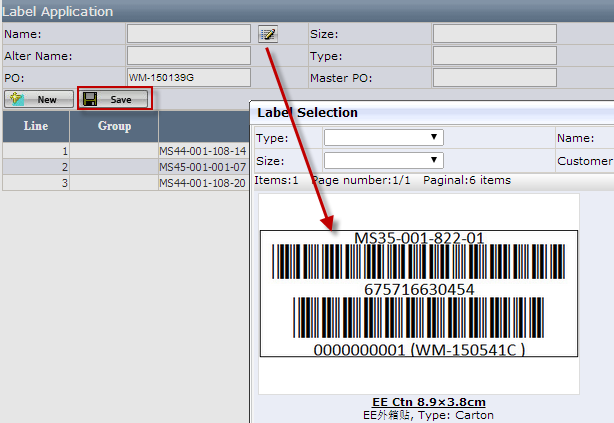 Label Application
Name: Size:
Alter Name: Type:
PO: WM-150139G Master PO:
New Save
Line Group
1 MS44-001-108-14
2 MS45-001-001-07
3 MS44-001-108-20
Label Selection
Type: Name:
Size: Customer
Items:1 Page number:1/1 Paginal:6 items
MS35-001-822-01
675716630454
0000000001 (WM-150541C )
EE Ctn 8.9×3.8cm
EE外箱贴, Type: Carton